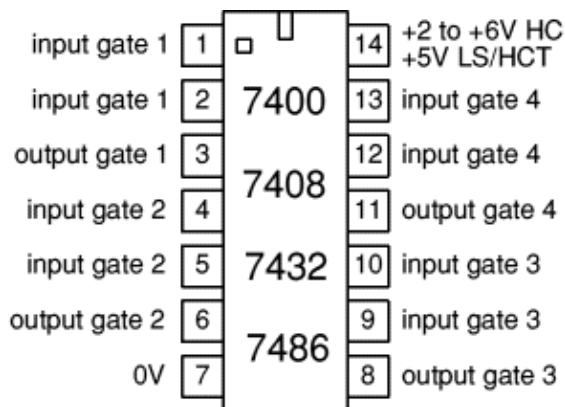 input gate 1 1 14 +2 to +6V HC
+5V LS/HCT
input gate 1 2 7400 13 input gate 4
output gate 1 3 12 input gate 4
7408
input gate 2 4 11 output gate 4
input gate 2 5 7432 10 input gate 3
output gate 2 6 9 input gate 3
7486
0V 7 8 output gate 3